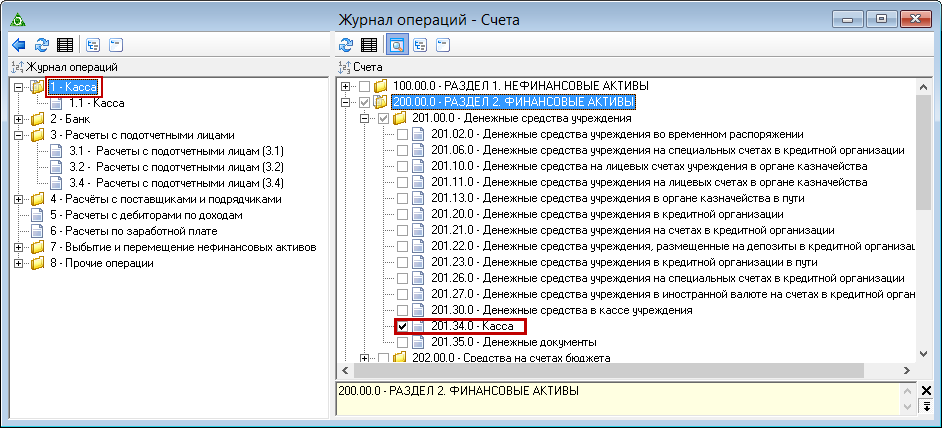 Журнал операций - Счета
Журнал операций
1 - Касса
1.1 - Касса
2 - Банк
3 - Расчеты с подотчетными лицами
3.1 - Расчеты с подотчетными лицам (3.1)
3.2 - Расчеты с подотчетными лицам (3.2)
3.4 - Расчеты с подотчетными лицам (3.4)
4 - Расчёты с поставщиками и подрядчиками
5 - Расчеты с дебиторами по доходам
6 - Расчеты по заработной плате
7 - Выбытие и перемещение нефинансовых активов
8 - Прочие операции
Счета
100.00.0 - РАЗДЕЛ 1. НЕФИНАНСОВЫЕ АКТИВЫ
200.00.0 - РАЗДЕЛ 2. ФИНАНСОВЫЕ АКТИВЫ
201.00.0 - Денежные средства учреждения
201.02.0 - Денежные средства учреждения во временном распоряжении
201.06.0 - Денежные средства учреждения на специальных счетах в кредитной организации
201.10.0 - Денежные средства на лицевых счетах учреждения в органе казначейства
201.11.0 - Денежные средства учреждения на лицевых счетах в органе казначейства
201.13.0 - Денежные средства учреждения в органе казначейства в пути
201.20.0 - Денежные средства учреждения в кредитной организации
201.21.0 - Денежные средства учреждения на счетах в кредитной организации
201.22.0 - Денежные средства учреждения, размещенные на депозиты в кредитной организац
201.23.0 - Денежные средства учреждения в кредитной организации в пути
201.26.0 - Денежные средства учреждения на специальных счетах в кредитной организации
201.27.0 - Денежные средства учреждения в иностранной валюте на счетах в кредитной орган
201.30.0 - Денежные средства в кассе учреждения
201.34.0 - Касса
201.35.0 - Денежные документы
202.00.0 - Средства на счетах бюджета
200.00.0 - РАЗДЕЛ 2. ФИНАНСОВЫЕ АКТИВЫ